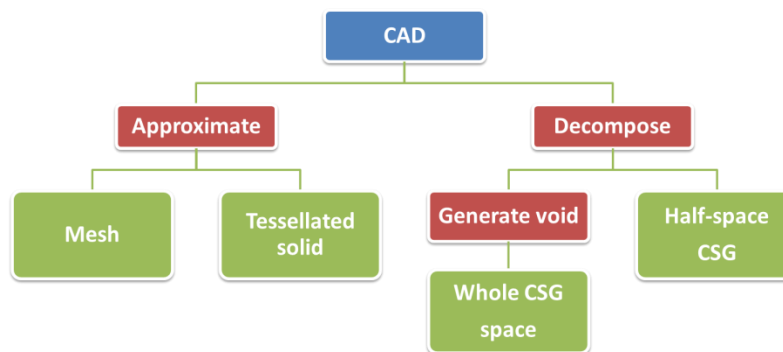 CAD
Approximate
Decompose
Mesh
Tessellated
solid
Generate void
Half-space
CSG
Whole CSG
space